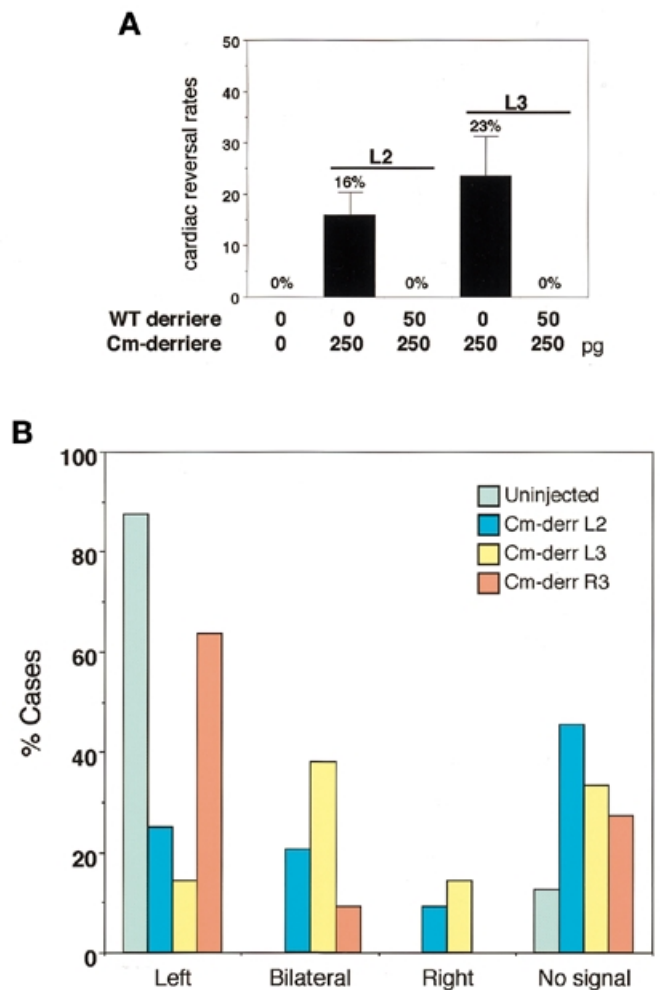 A
50
40
30
20
10
0
cardiac reversal rates
L2
L3
0%
16%
0%
23%
0%
WT derriere 0 0 50 0 50
Cm-derriere 0 250 250 250 250 pg
B
100
80
60
40
20
0
% Cases
Uninjected
Cm-derr L2
Cm-derr L3
Cm-derr R3
Left Bilateral Right No signal